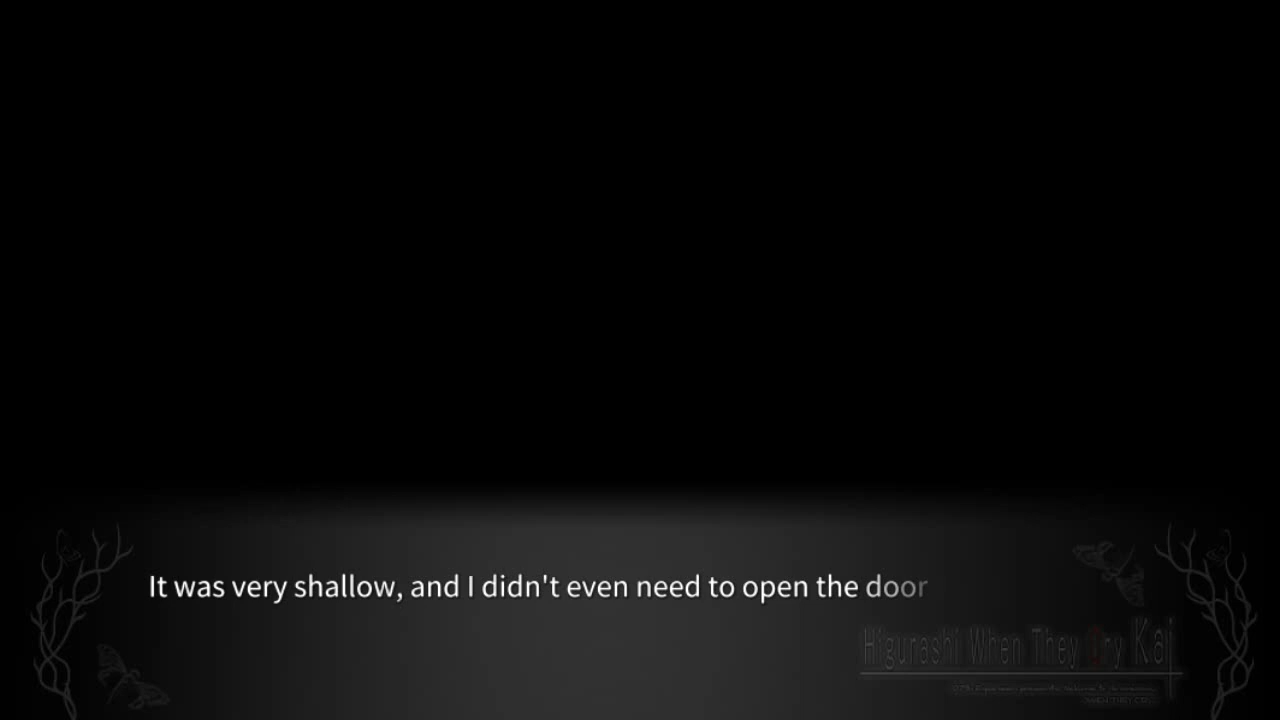 It was very shallow, and I didn't even need to open the door
Higurashi When They Cry Kai